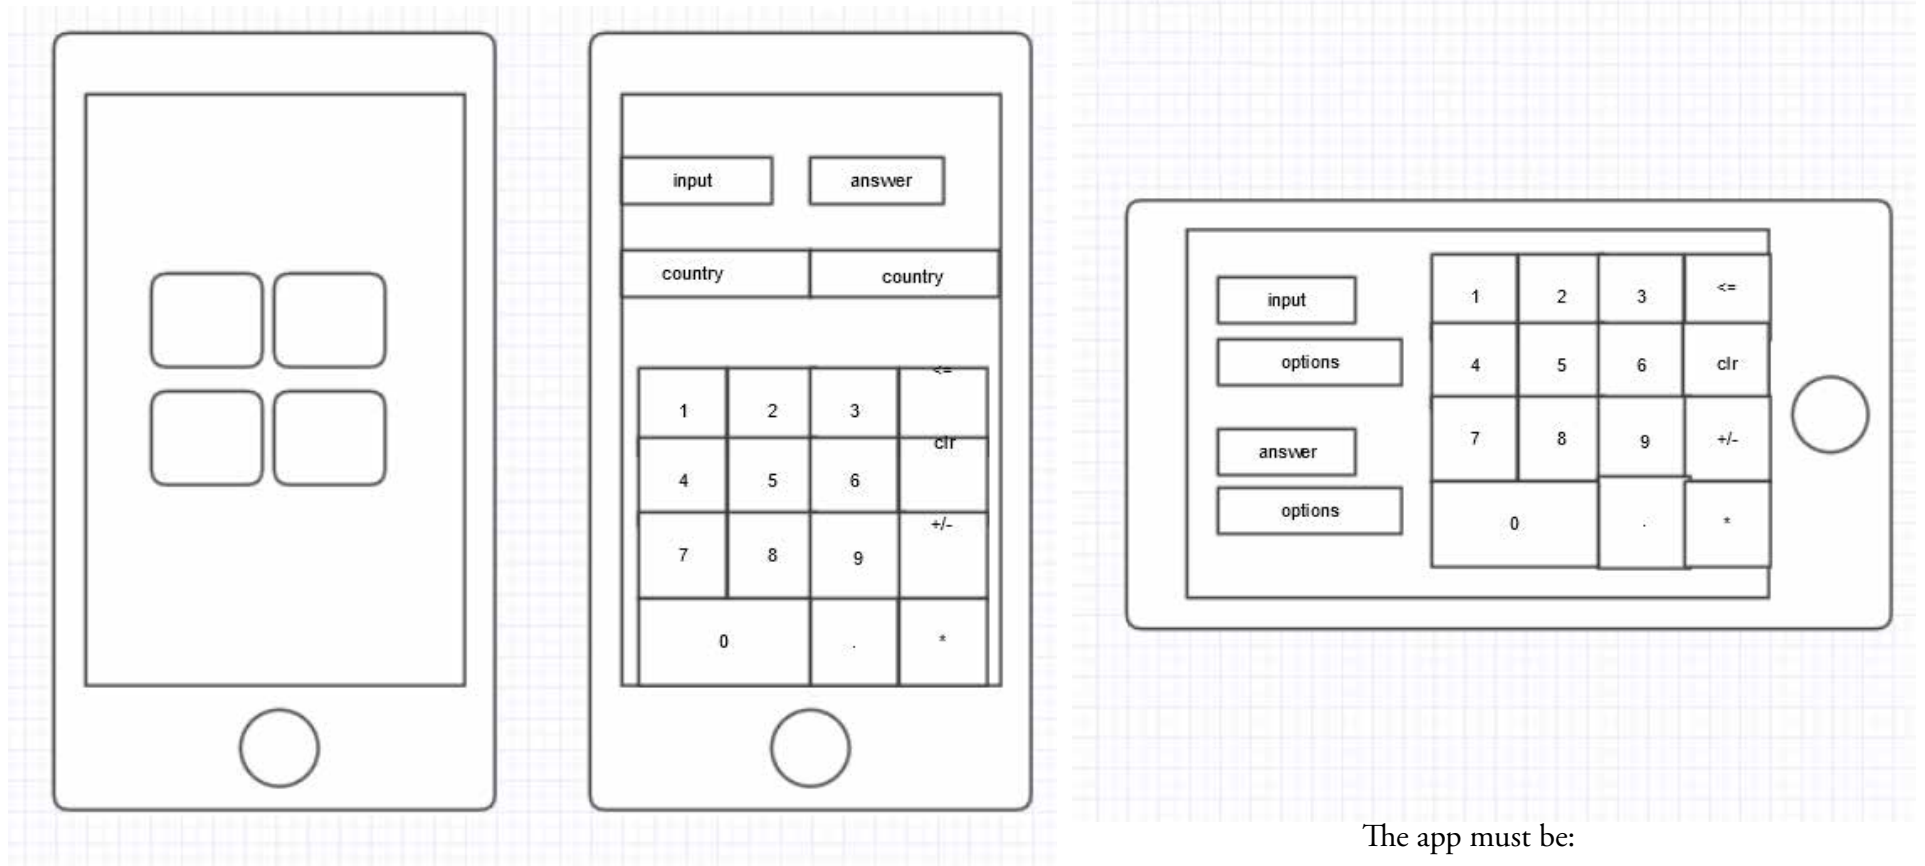 input answer
country country
<=
1 2 3
clr
4 5 6
+/-
7 8 9
0 . *
input
options
answer
options
1 2 3 <=
4 5 6 clr
7 8 9 +/-
0 . *
The app must be: